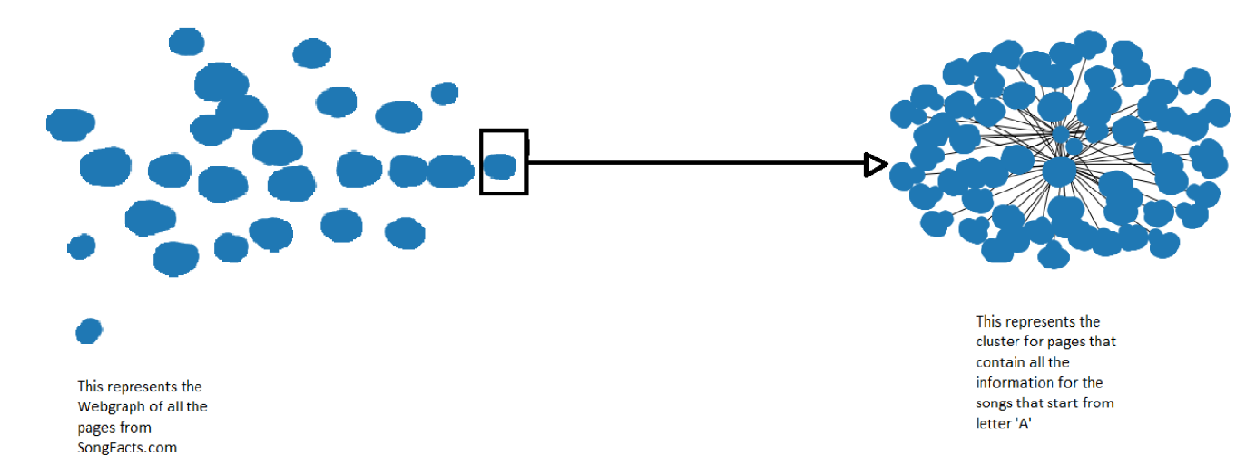 This represents the
Webgraph of all the
pages from
SongFacts.com
This represents the
cluster for pages that
contain all the
information for the
songs that start from
letter 'A'